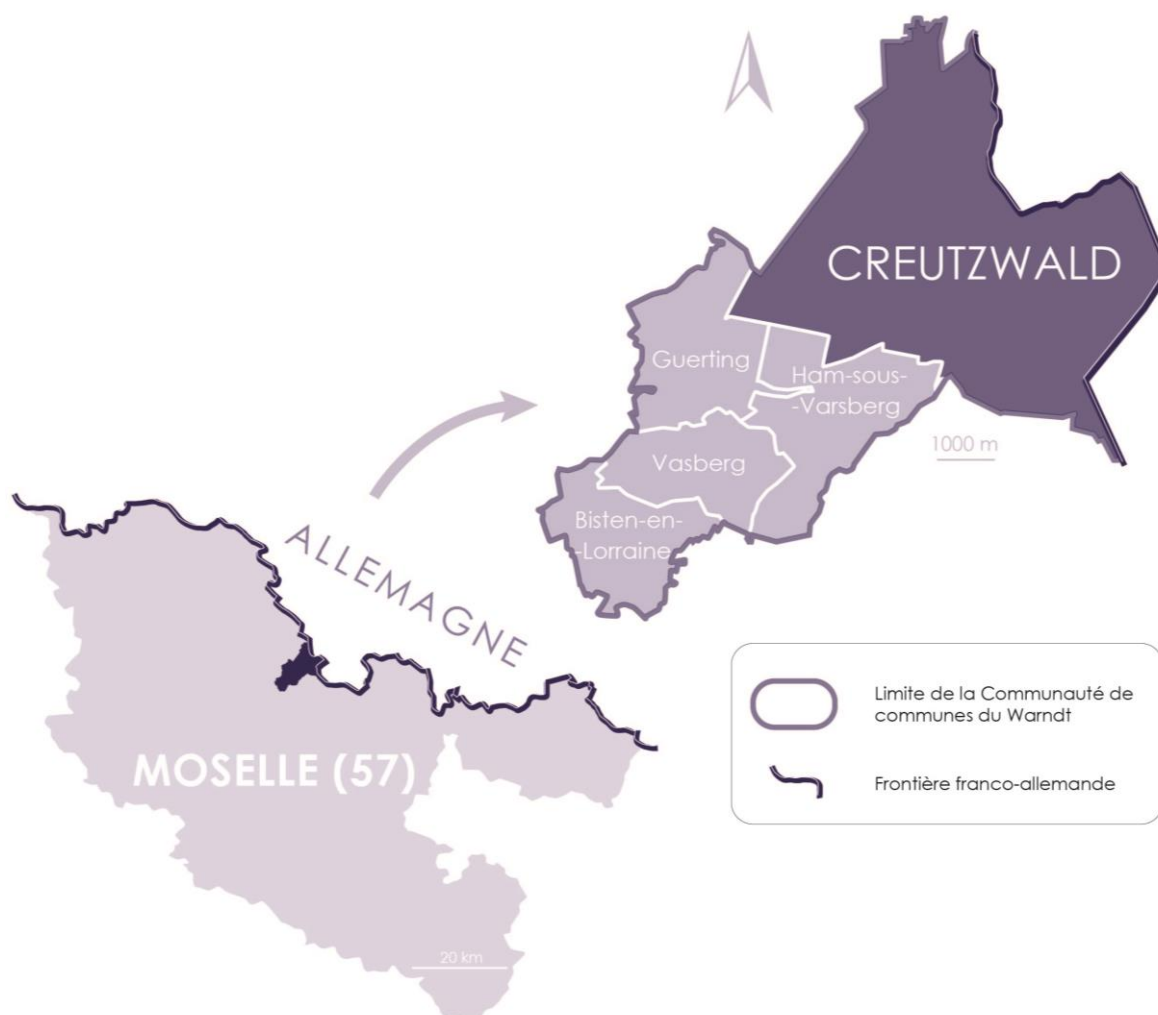 CREUTZWALD
Guerting
Ham-sous-
-Varsberg
1000 m
Vasberg
Bisten-en-
-Lorraine
ALLEMAGNE
MOSELLE (57)
20 km
Limite de la Communauté de
communes du Warndt
Frontière franco-allemande